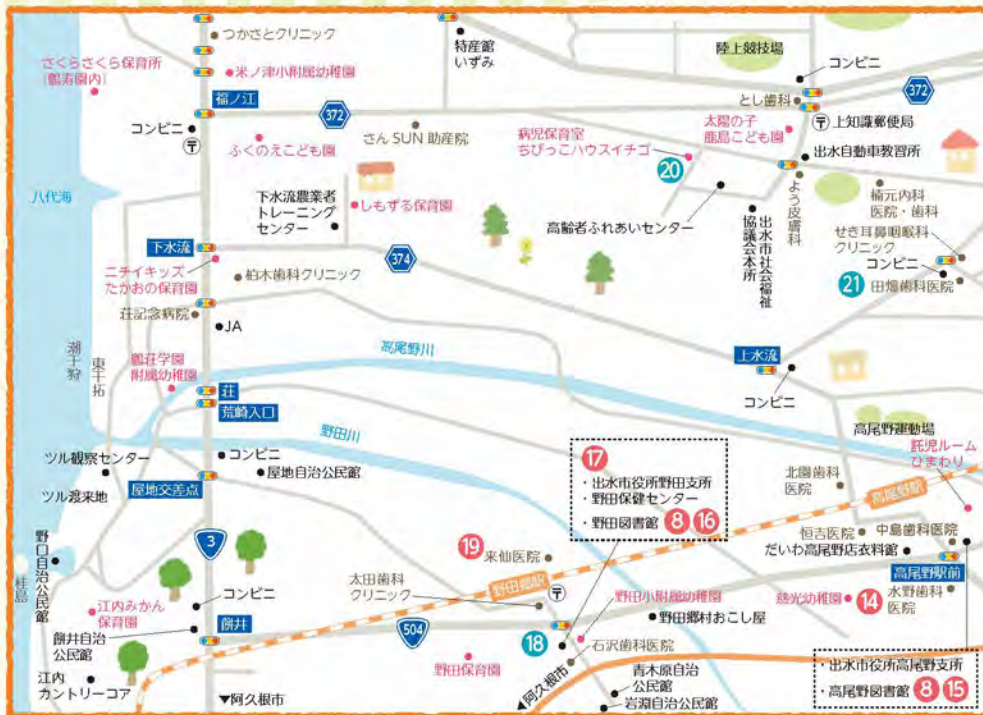 つかさとクリニック
特産館
いずみ
陸上競技場
コンビニ
さくらさくら保育所
(鶴寿園内)
米ノ津小附属幼稚園
372
福ノ江
372
とし歯科
コンビニ
〒
さん SUN 助産院
病児保育室
ちびっこハウスイチゴ
太陽の子
鹿島こども園
〒上知識郵便局
ふくのえこども園
20
出水自動車教習所
八代海
下水流農業者
トレーニング
センター
しもずる保育園
高齢者ふれあいセンター
出水市社会福祉
協議会本所
よう皮膚科
楠元内科
医院・歯科
せき耳鼻咽喉科
クリニック
下水流
374
コンビニ
ニチイキッズ
たかおの保育園
柏木歯科クリニック
21
田畑歯科医院
荘記念病院
JA
潮干狩
東干拓
高尾野川
上水流
鶴荘学園
附属幼稚園
荘
コンビニ
荒崎入口
野田川
高尾野運動場
ツル観察センター
コンビニ
屋地自治公民館
17
・出水市役所野田支所
・野田保健センター
・野田図書館 8 16
託児ルーム
ひまわり
屋地交差点
ツル渡来地
北園歯科
医院
高尾野駅
3
19
来仙医院
恒吉医院
中島歯科医院
だいわ高尾野店衣料館
野口自治公民館
桂島
太田歯科
クリニック
野田郷駅
〒
高尾野駅前
江内みかん
保育園
コンビニ
野田小附属幼稚園
慈光幼稚園
14
水野歯科
医院
餅井自治
公民館
餅井
504
18
野田郷村おこし屋
石沢歯科医院
野田保育園
江内
カントリーコア
▼阿久根市
▲阿久根市
青木原自治
公民館
岩淵自治公民館
・出水市役所高尾野支所
・高尾野図書館 8 15